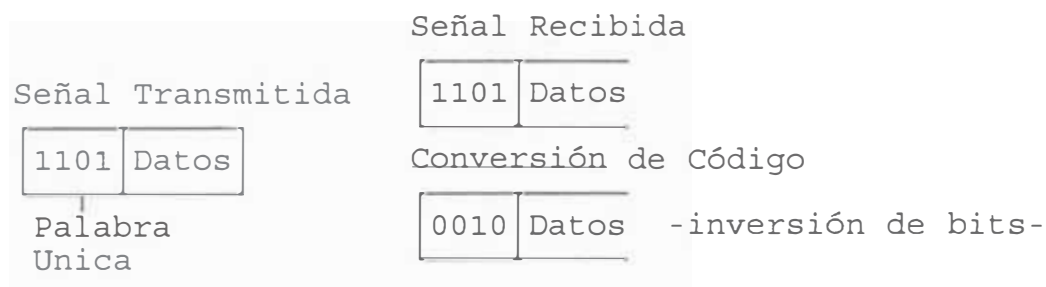 Señal Transmitida
1101 Datos
Palabra
Unica
Señal Recibida
1101 Datos
Conversión de Código
0010 Datos -inversión de bits-